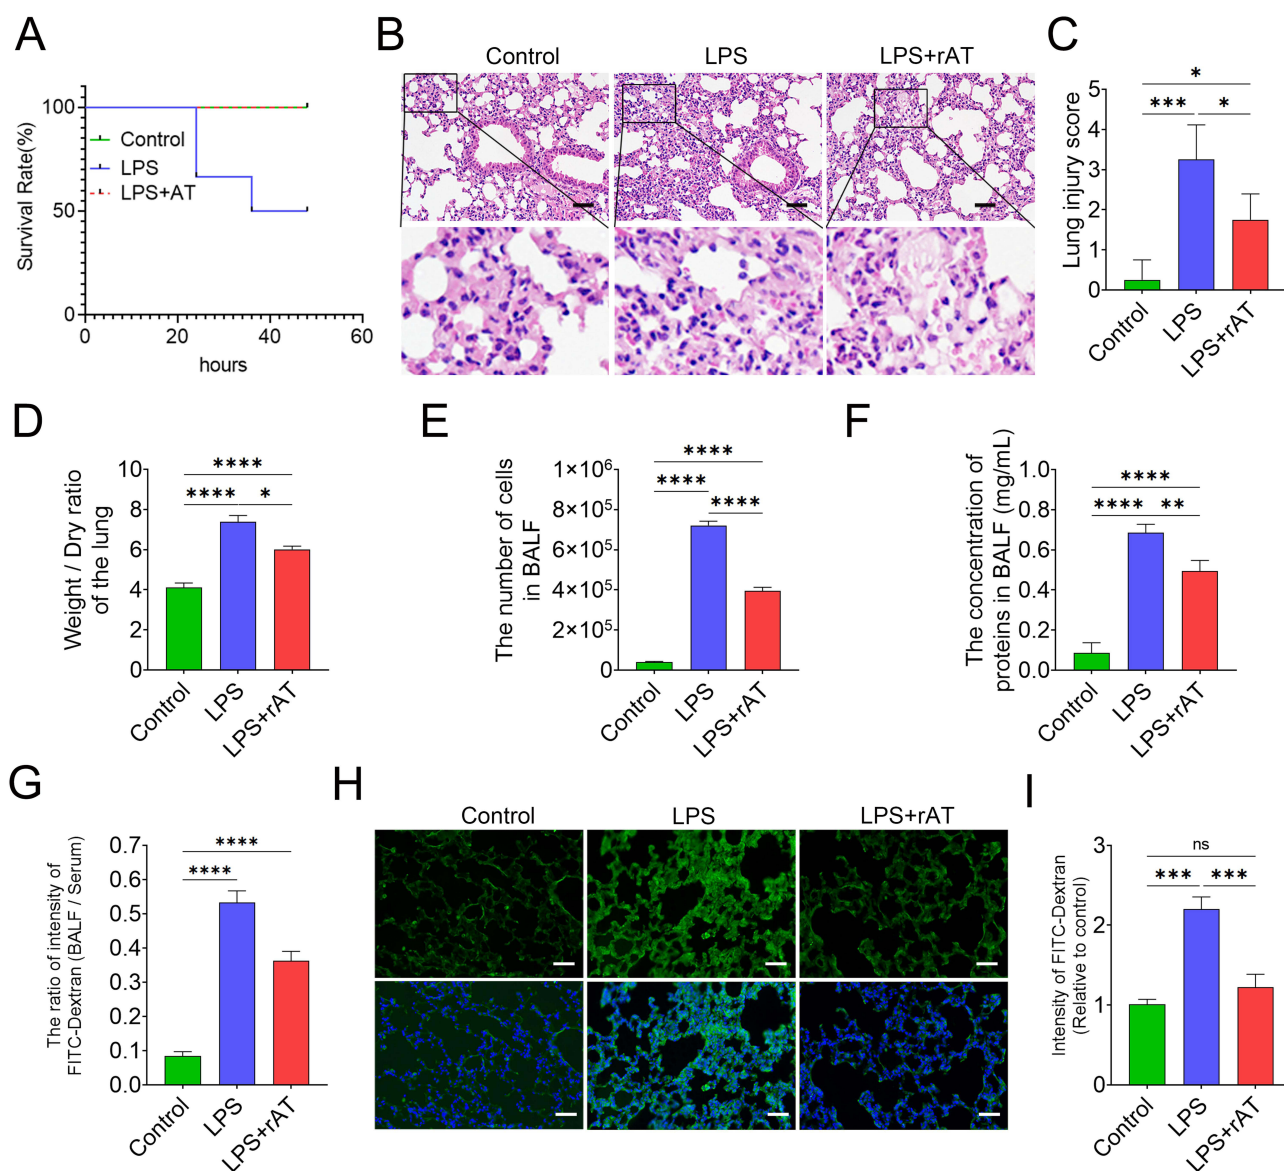 A
Survival Rate(%)
100
50
0
0
20
40
60
hours
Control
LPS
LPS+AT
B
Control
LPS
LPS+rAT
C
Lung injury score
5
4
3
2
1
0
*
*** *
Control
LPS
LPS+rAT
D
Weight / Dry ratio
of the lung
10
8
6
4
2
0
****
**** *
Control
LPS
LPS+rAT
E
The number of cells
in BALF
1×10⁶
8×10⁵
6×10⁵
4×10⁵
2×10⁵
0
****
****
****
Control
LPS
LPS+rAT
F
The concentration of
proteins in BALF (mg/mL)
1.0
0.8
0.6
0.4
0.2
0.0
****
**** **
Control
LPS
LPS+rAT
G
The ratio of intensity of
FITC-Dextran (BALF / Serum)
0.7
0.6
0.5
0.4
0.3
0.2
0.1
0.0
****
****
Control
LPS
LPS+rAT
H
Control
LPS
LPS+rAT
I
Intensity of FITC-Dextran
(Relative to control)
3
2
1
0
ns
*** ***
Control
LPS
LPS+rAT